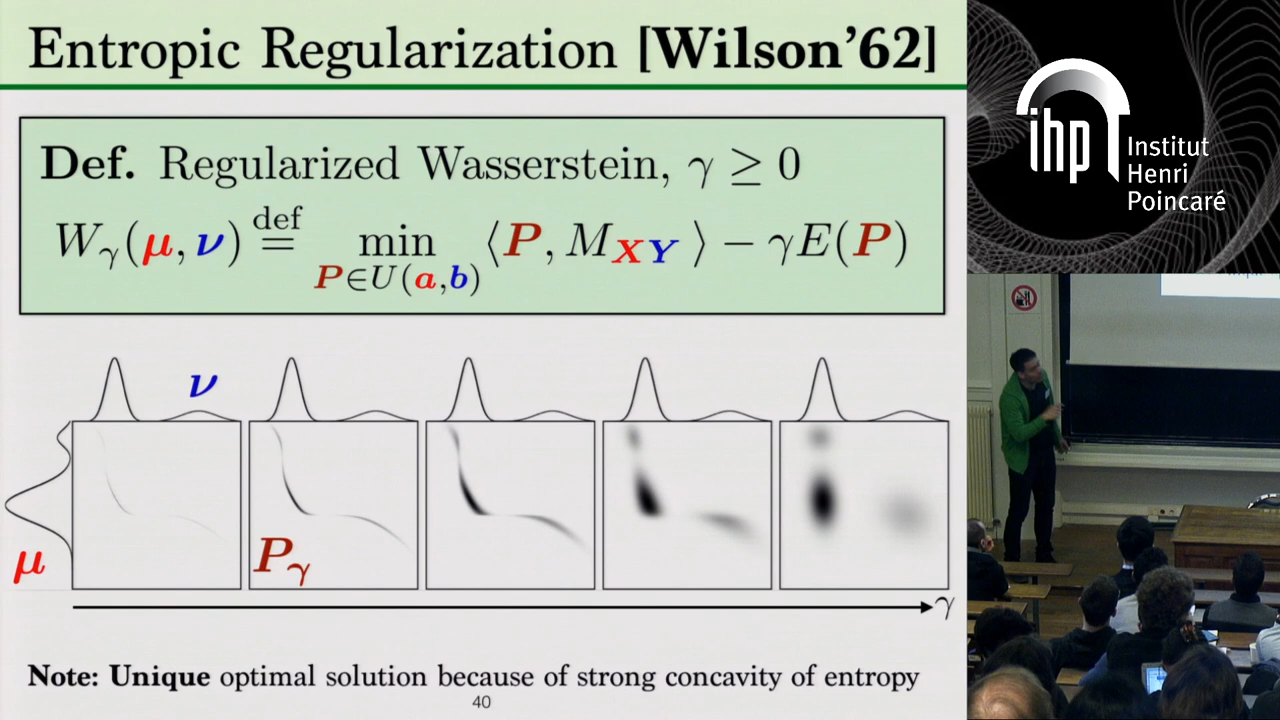 Entropic Regularization [Wilson'62]
Def. Regularized Wasserstein, γ ≥ 0
W_γ(μ, ν) def= min_{P∈U(a,b)} ⟨P, M_XY⟩ − γE(P)
ν
μ
P_γ
γ
Note: Unique optimal solution because of strong concavity of entropy
40
ihp
Institut
Henri
Poincaré